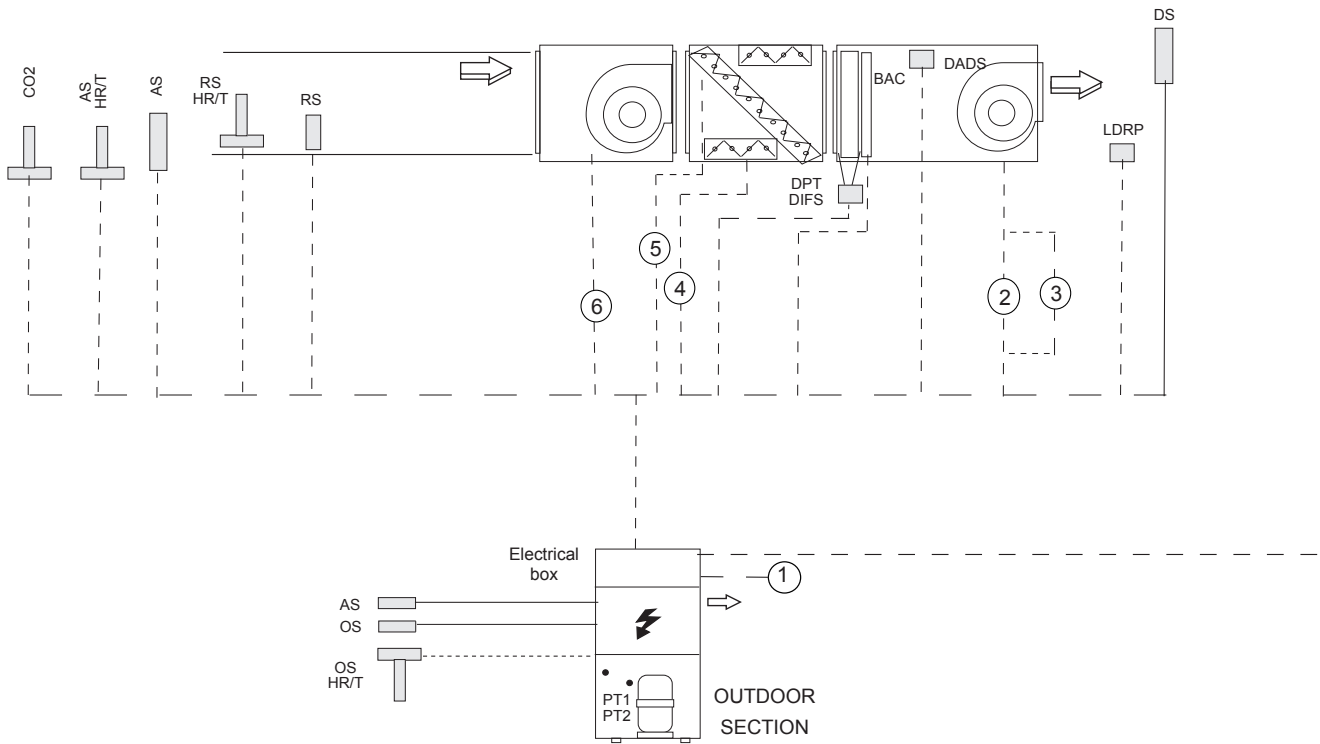 DS
CO2
AS
HR/T
AS
RS
HR/T
RS
BAC
DADS
LDRP
DPT
DIFS
5
4
6
2
3
Electrical
box
1
AS
OS
OS
HR/T
PT1
PT2
OUTDOOR
SECTION